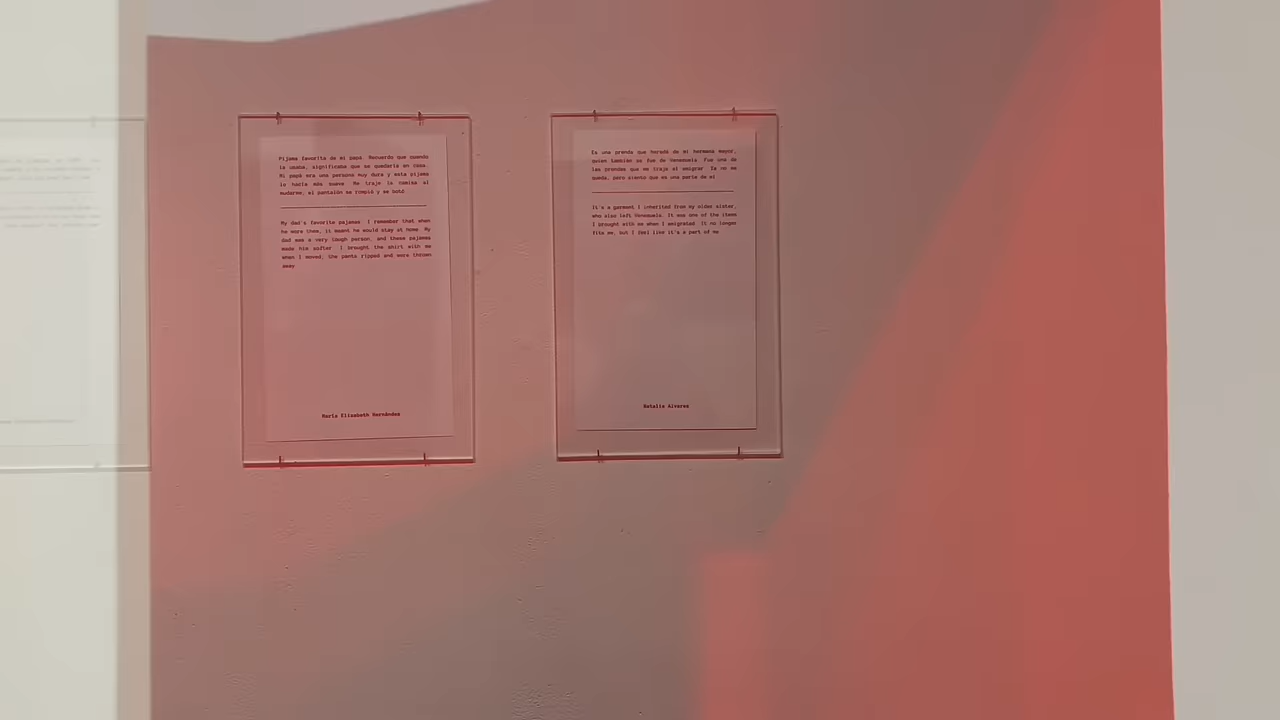 Pijama favorita de mi papá. Recuerdo que cuando
la usaba, significaba que se quedaría en casa.
Mi papá era una persona muy dura y esta pijama
lo hacía más suave. Me traje la camisa al
mudarme, el pantalón se rompió y se botó
My dad's favorite pajamas. I remember that when
he wore them, it meant he would stay at home. My
dad was a very tough person, and these pajamas
made him softer. I brought the shirt with me
when I moved, the pants ripped and were thrown
away
María Elizabeth Hernández
Es una prenda que heredé de mi hermana mayor,
quien también se fue de Venezuela. Fue una de
las prendas que me traje al emigrar. Ya no me
queda, pero siento que es una parte de mí
It's a garment I inherited from my older sister,
who also left Venezuela. It was one of the items
I brought with me when I emigrated. It no longer
fits me, but I feel like it's a part of me
Natalia Alvarez